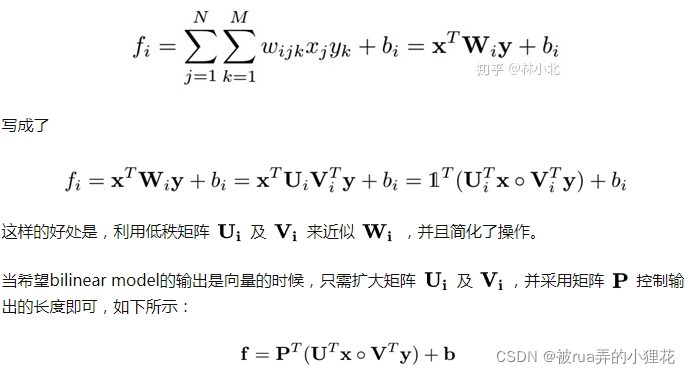 f_i = \sum_{j=1}^{N} \sum_{k=1}^{M} w_{ijk} x_j y_k + b_i = \mathbf{x}^T \mathbf{W}_i \mathbf{y} + b_i
知乎 @林小北
写成了
f_i = \mathbf{x}^T \mathbf{W}_i \mathbf{y} + b_i = \mathbf{x}^T \mathbf{U}_i \mathbf{V}_i^T \mathbf{y} + b_i = \mathbb{1}^T (\mathbf{U}_i^T \mathbf{x} \circ \mathbf{V}_i^T \mathbf{y}) + b_i
这样的好处是，利用低秩矩阵 \mathbf{U_i} 及 \mathbf{V_i} 来近似 \mathbf{W_i} ，并且简化了操作。
当希望bilinear model的输出是向量的时候，只需扩大矩阵 \mathbf{U_i} 及 \mathbf{V_i} ，并采用矩阵 \mathbf{P} 控制输
出的长度即可，如下所示：
\mathbf{f} = \mathbf{P}^T (\mathbf{U}^T \mathbf{x} \circ \mathbf{V}^T \mathbf{y}) + \mathbf{b}
CSDN @被rua弄的小狸花